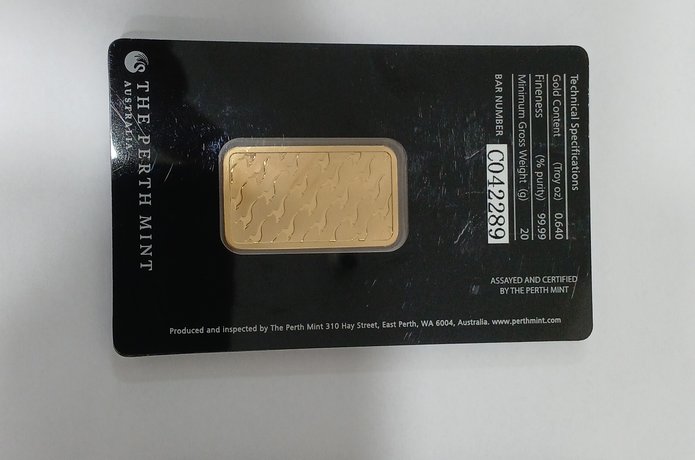 THE PERTH MINT
AUSTRALIA
Technical Specifications
Gold Content (Troy oz) 0.640
Fineness (% purity) 99.99
Minimum Gross Weight (g) 20
BAR NUMBER C042289
ASSAYED AND CERTIFIED
BY THE PERTH MINT
Produced and inspected by The Perth Mint 310 Hay Street, East Perth, WA 6004, Australia. www.perthmint.com